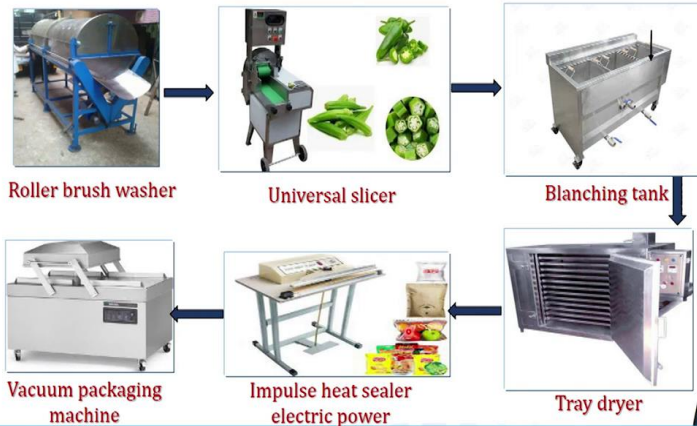 Roller brush washer
Universal slicer
Blanching tank
Tray dryer
Impulse heat sealer
electric power
Vacuum packaging
machine